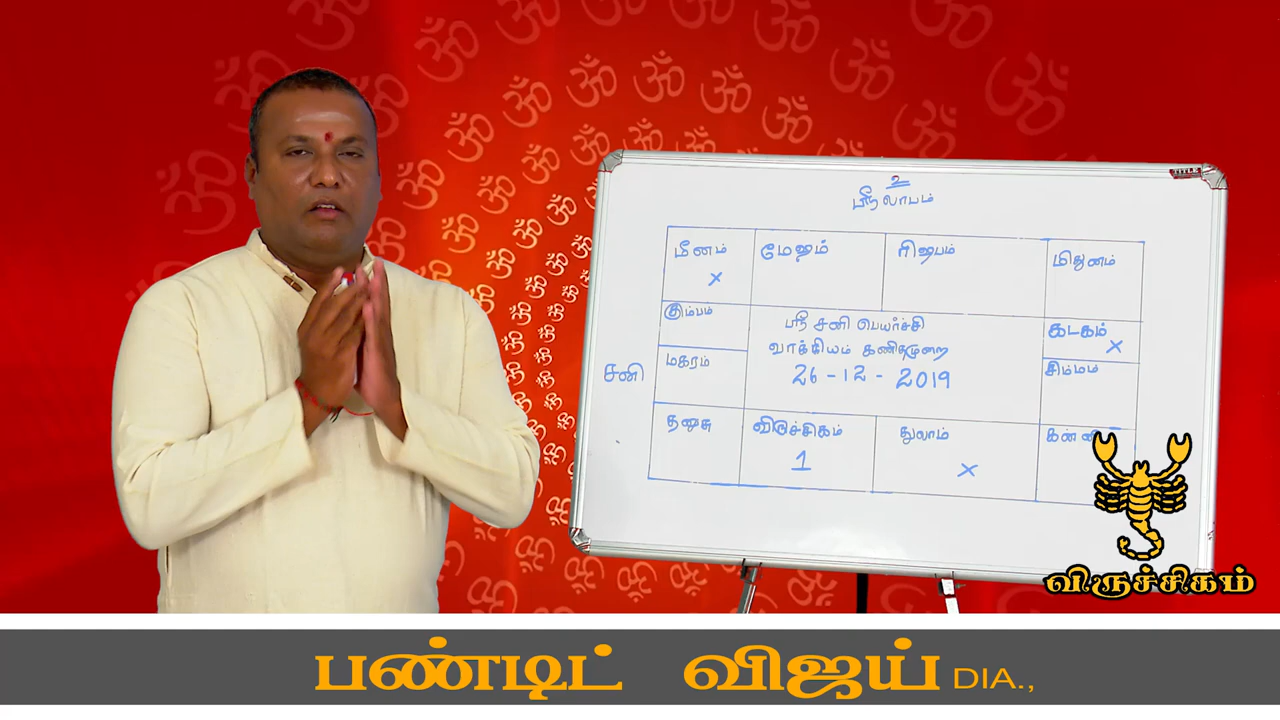 உ
ஸ்ரீ லாபம்
மீனம் மேஷம் ரிஷபம் மிதுனம்
x
கும்பம்
ஸ்ரீ சனி பெயர்ச்சி
வாக்கியம் கணிதமுறை
26-12-2019
கடகம்
x
சனி
மகரம்
சிம்மம்
தனுசு விருச்சிகம் துலாம்
1 x
விருச்சிகம்
பண்டிட் விஜய் DIA.,